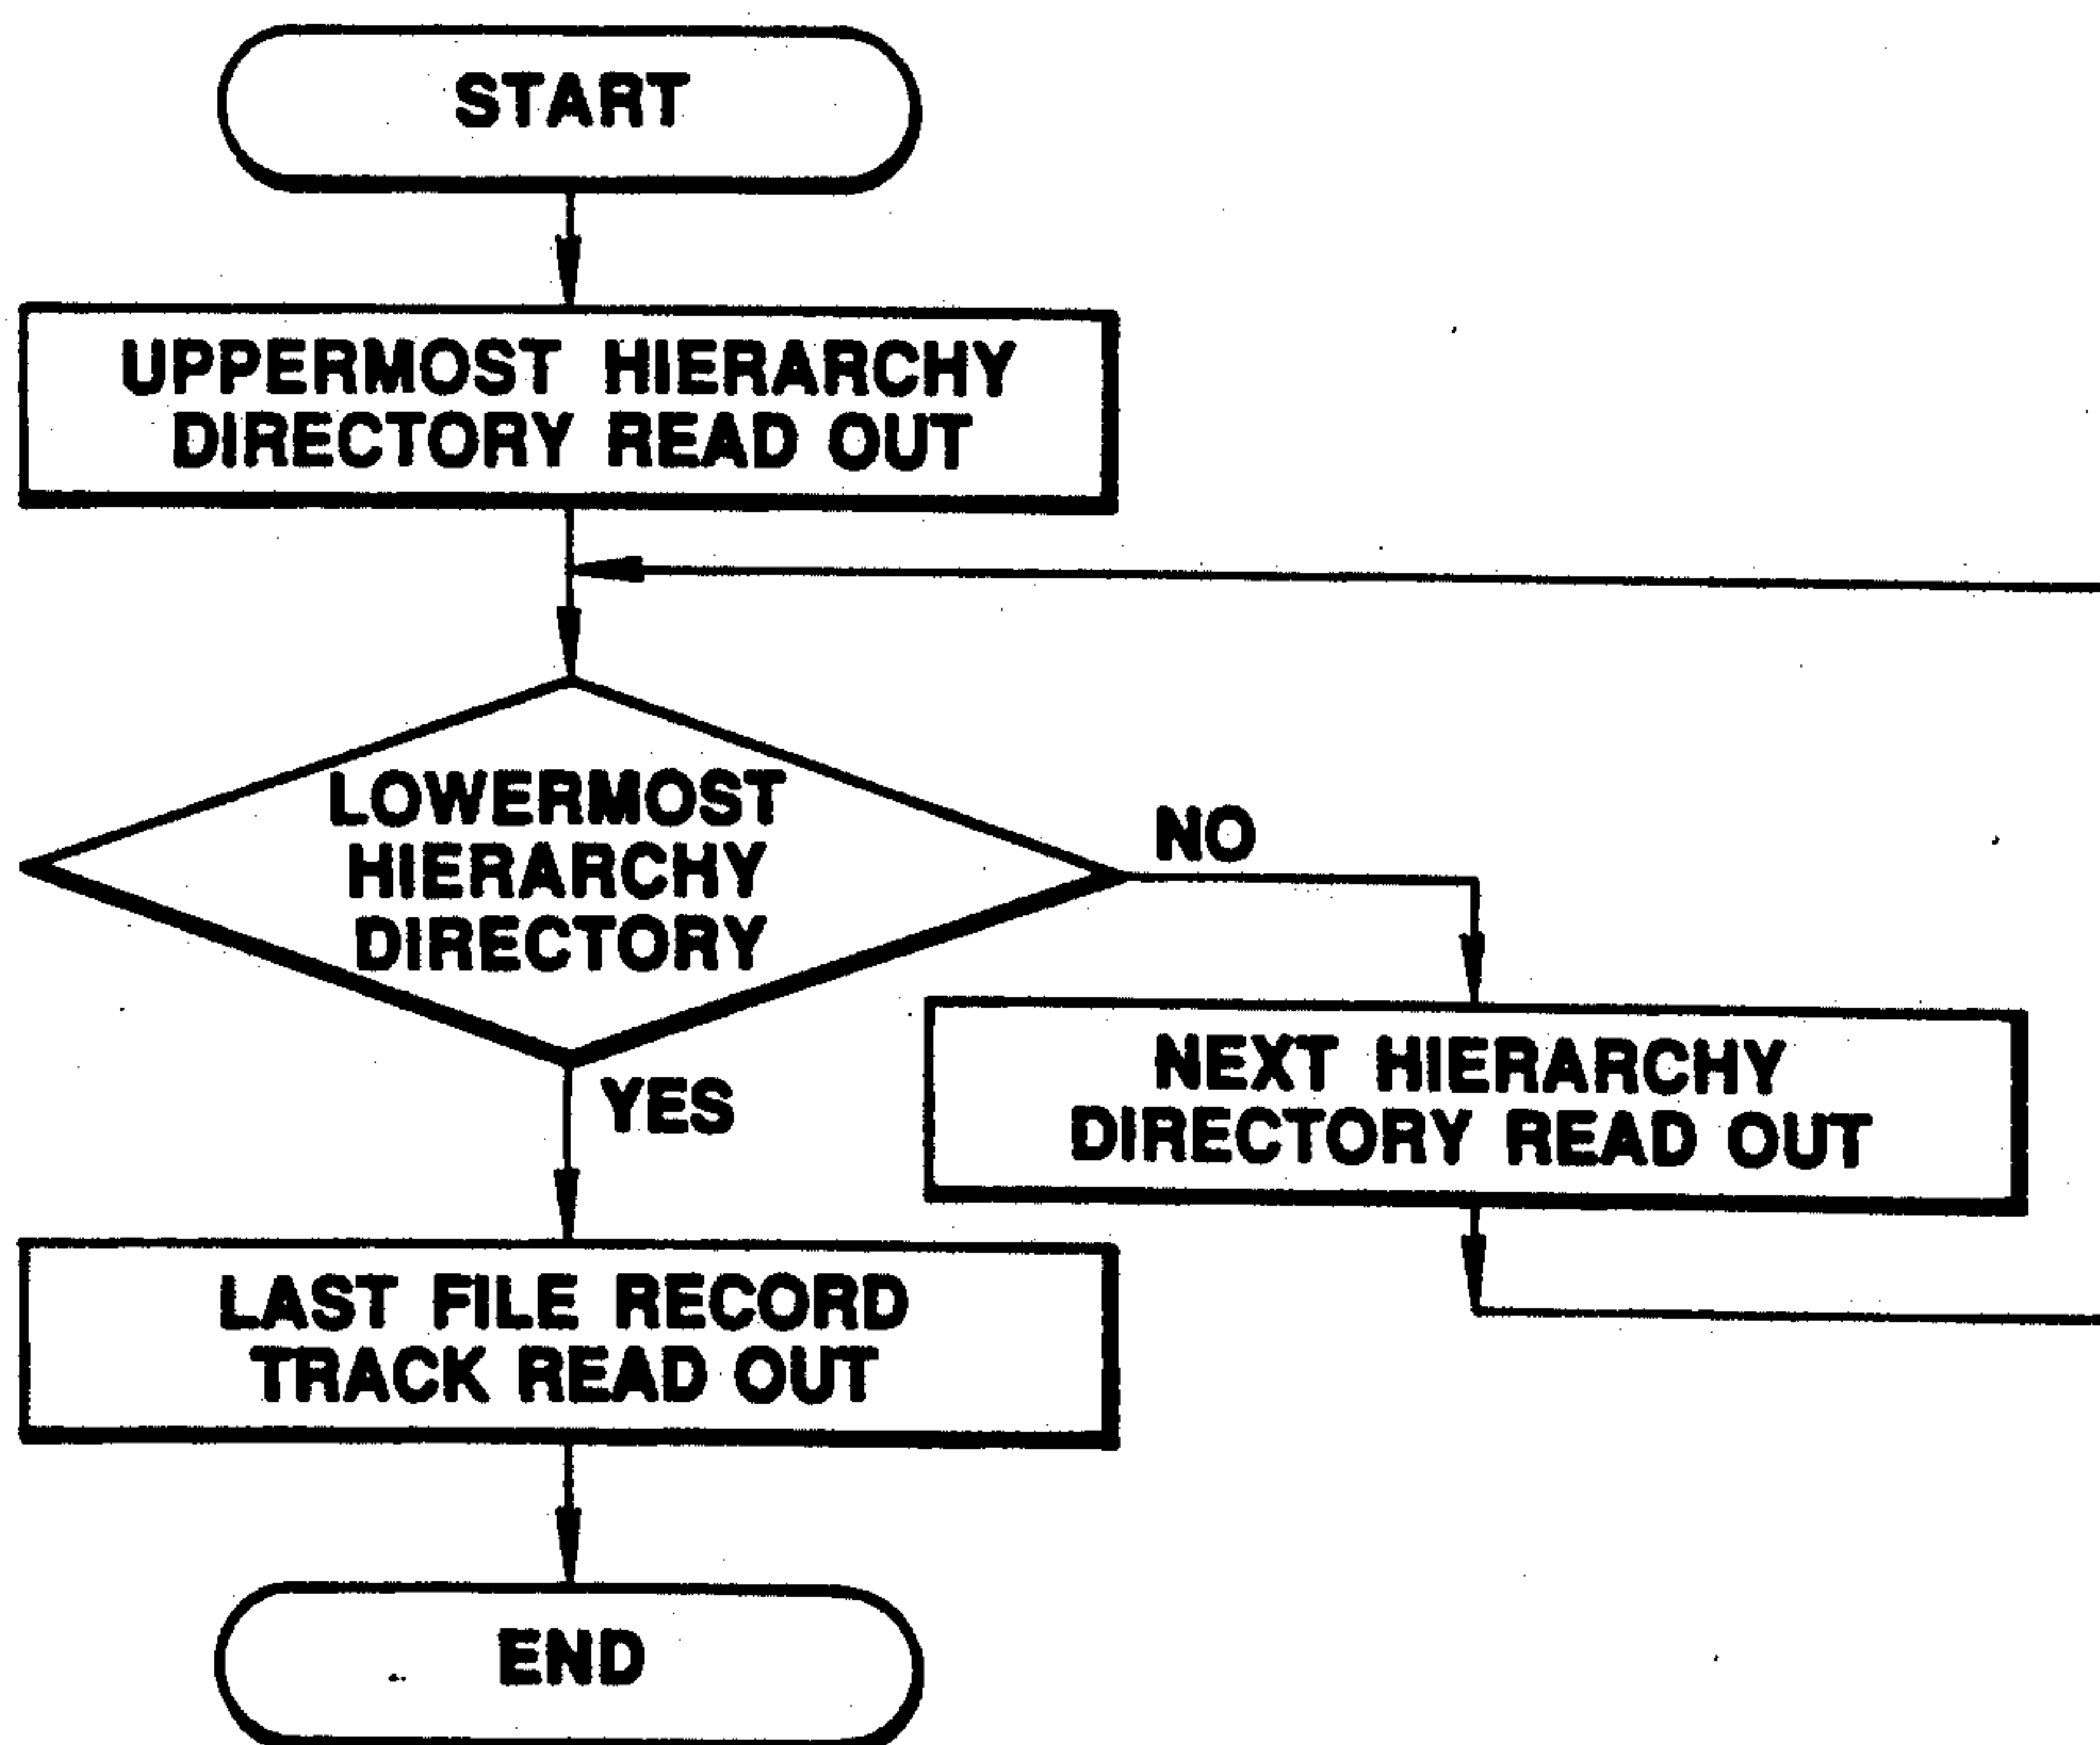 START
UPPERMOST HIERARCHY
DIRECTORY READ OUT
LOWERMOST
HIERARCHY
DIRECTORY
NO
NEXT HIERARCHY
DIRECTORY READ OUT
YES
LAST FILE RECORD
TRACK READ OUT
END